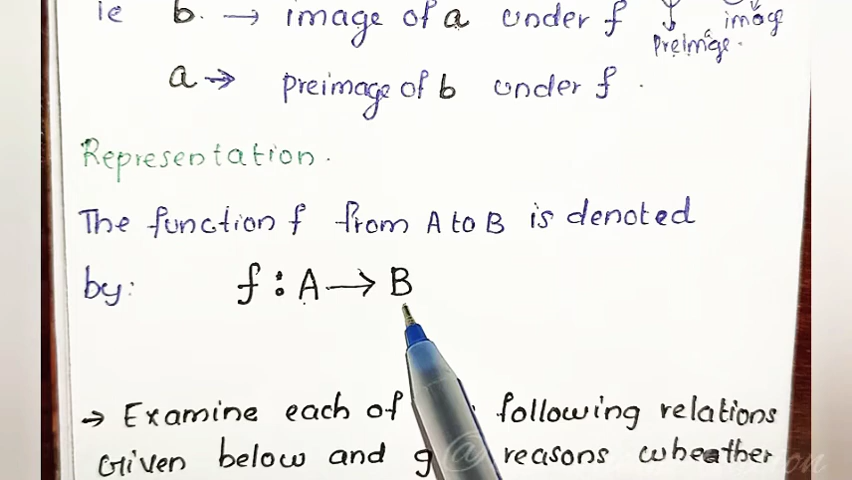 ie b. → image of a under f image
Preimage.
a → preimage of b under f .
Representation.
The function f from A to B is denoted
by: f : A → B
→ Examine each of following relations
Given below and reasons wheather